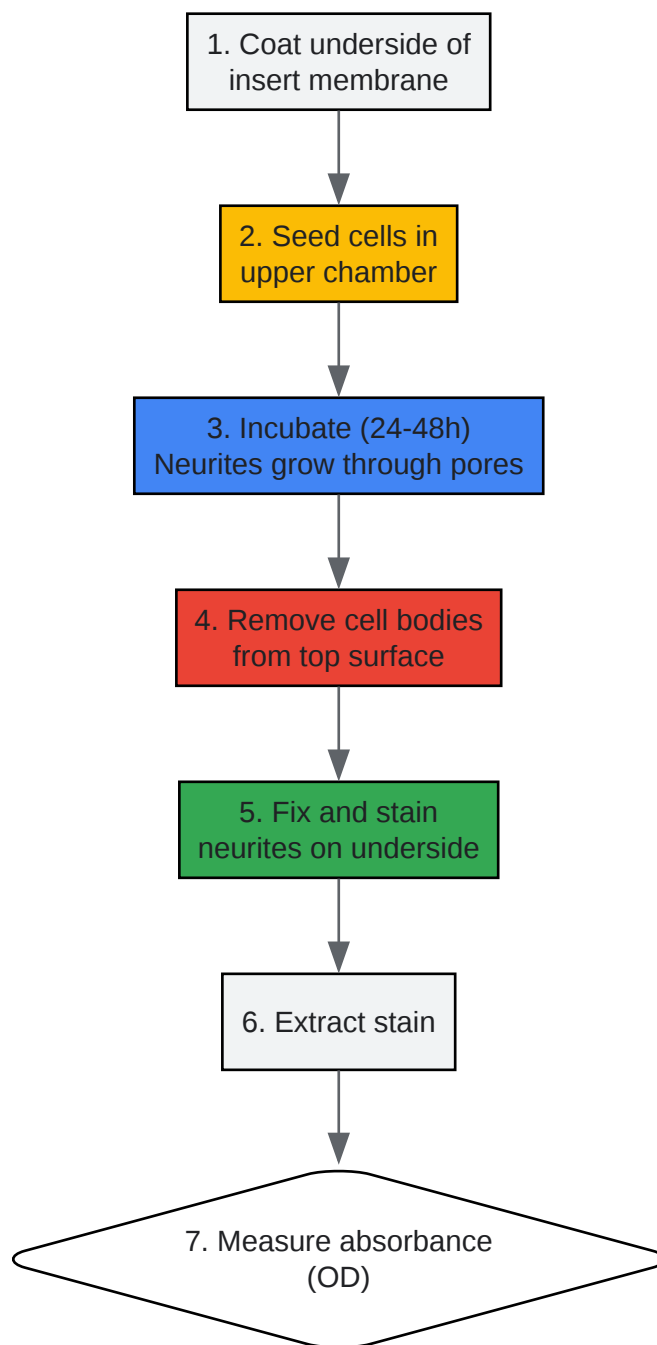 1. Coat underside of
insert membrane
2. Seed cells in
upper chamber
3. Incubate (24-48h)
Neurites grow through pores
4. Remove cell bodies
from top surface
5. Fix and stain
neurites on underside
6. Extract stain
7. Measure absorbance
(OD)